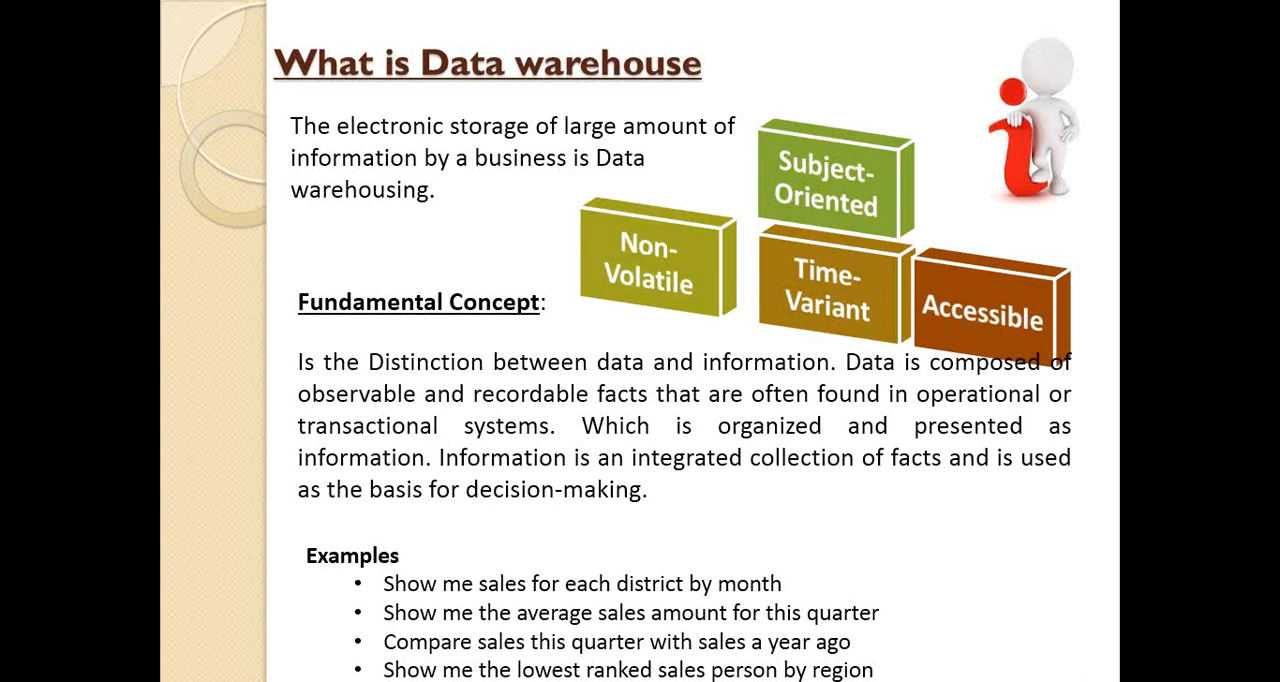 What is Data warehouse
The electronic storage of large amount of
information by a business is Data
warehousing.
Subject-
Oriented
Non-
Volatile
Time-
Variant
Accessible
Fundamental Concept:
Is the Distinction between data and information. Data is composed of
observable and recordable facts that are often found in operational or
transactional systems. Which is organized and presented as
information. Information is an integrated collection of facts and is used
as the basis for decision-making.
Examples
• Show me sales for each district by month
• Show me the average sales amount for this quarter
• Compare sales this quarter with sales a year ago
• Show me the lowest ranked sales person by region